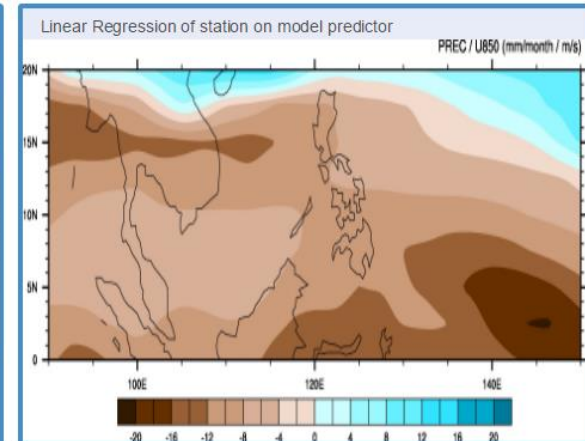 Linear Regression of station on model predictor
PREC / U850 (mm/month / m/s)
20N
15N
10N
5N
0
100E 120E 140E
-20 -16 -12 -8 -4 0 4 8 12 16 20